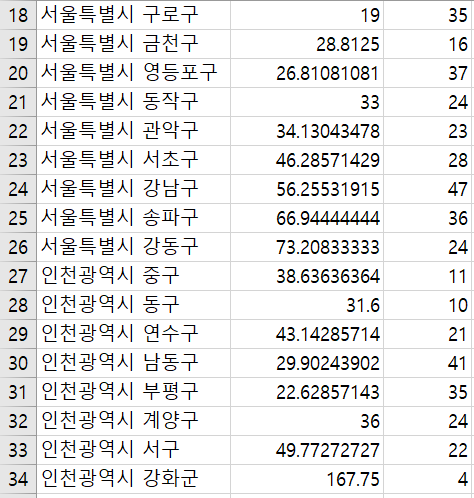 18 서울특별시 구로구 19 35
19 서울특별시 금천구 28.8125 16
20 서울특별시 영등포구 26.81081081 37
21 서울특별시 동작구 33 24
22 서울특별시 관악구 34.13043478 23
23 서울특별시 서초구 46.28571429 28
24 서울특별시 강남구 56.25531915 47
25 서울특별시 송파구 66.94444444 36
26 서울특별시 강동구 73.20833333 24
27 인천광역시 중구 38.63636364 11
28 인천광역시 동구 31.6 10
29 인천광역시 연수구 43.14285714 21
30 인천광역시 남동구 29.90243902 41
31 인천광역시 부평구 22.62857143 35
32 인천광역시 계양구 36 24
33 인천광역시 서구 49.77272727 22
34 인천광역시 강화군 167.75 4